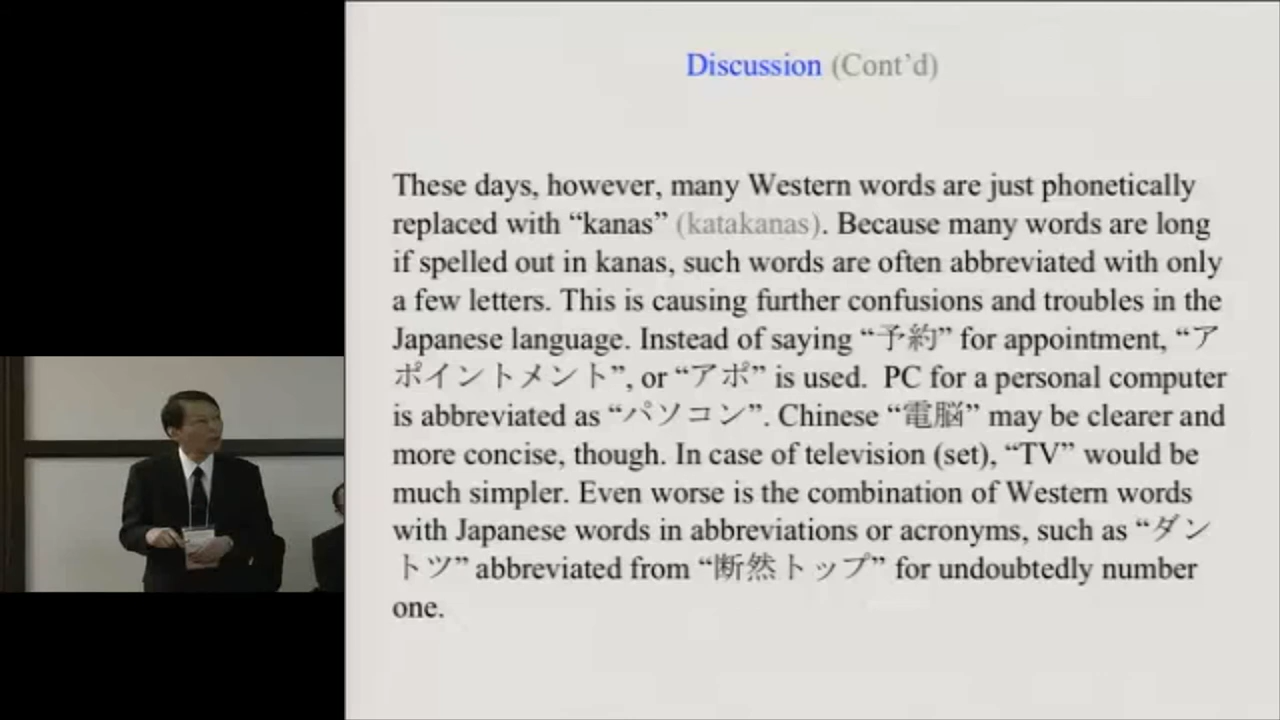 Discussion (Cont’d)
These days, however, many Western words are just phonetically
replaced with “kanas” (katakanas). Because many words are long
if spelled out in kanas, such words are often abbreviated with only
a few letters. This is causing further confusions and troubles in the
Japanese language. Instead of saying “予約” for appointment, “ア
ポイントメント”, or “アポ” is used.  PC for a personal computer
is abbreviated as “パソコン”. Chinese “電脳” may be clearer and
more concise, though. In case of television (set), “TV” would be
much simpler. Even worse is the combination of Western words
with Japanese words in abbreviations or acronyms, such as “ダン
トツ” abbreviated from “断然トップ” for undoubtedly number
one.